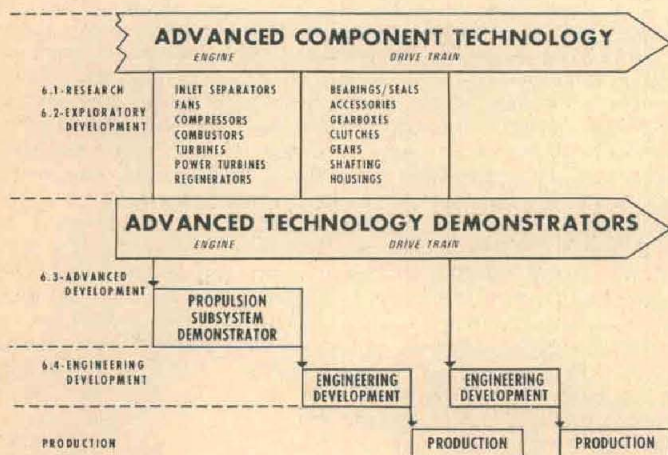 ADVANCED COMPONENT TECHNOLOGY
ENGINE DRIVE TRAIN
6.1-RESEARCH
6.2-EXPLORATORY
DEVELOPMENT
INLET SEPARATORS
FANS
COMPRESSORS
COMBUSTORS
TURBINES
POWER TURBINES
REGENERATORS
BEARINGS/SEALS
ACCESSORIES
GEARBOXES
CLUTCHES
GEARS
SHAFTING
HOUSINGS
ADVANCED TECHNOLOGY DEMONSTRATORS
ENGINE DRIVE TRAIN
6.3-ADVANCED
DEVELOPMENT
PROPULSION
SUBSYSTEM
DEMONSTRATOR
6.4-ENGINEERING
DEVELOPMENT
ENGINEERING
DEVELOPMENT
ENGINEERING
DEVELOPMENT
PRODUCTION
PRODUCTION
PRODUCTION